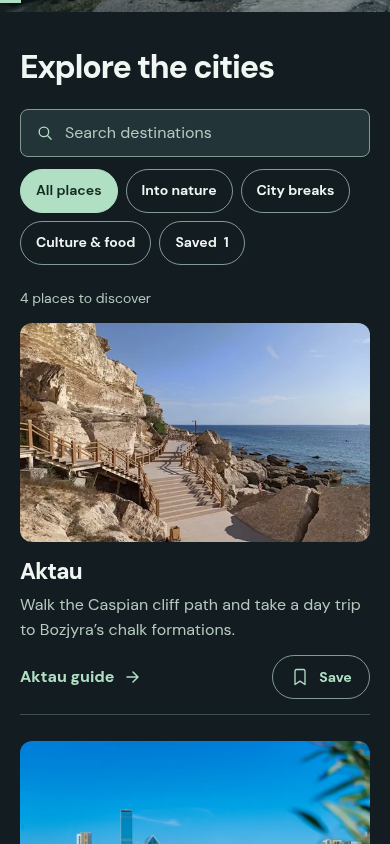 Explore the cities
Search destinations
All places
Into nature
City breaks
Culture & food
Saved 1
4 places to discover
Aktau
Walk the Caspian cliff path and take a day trip
to Bozjyra’s chalk formations.
Aktau guide
Save